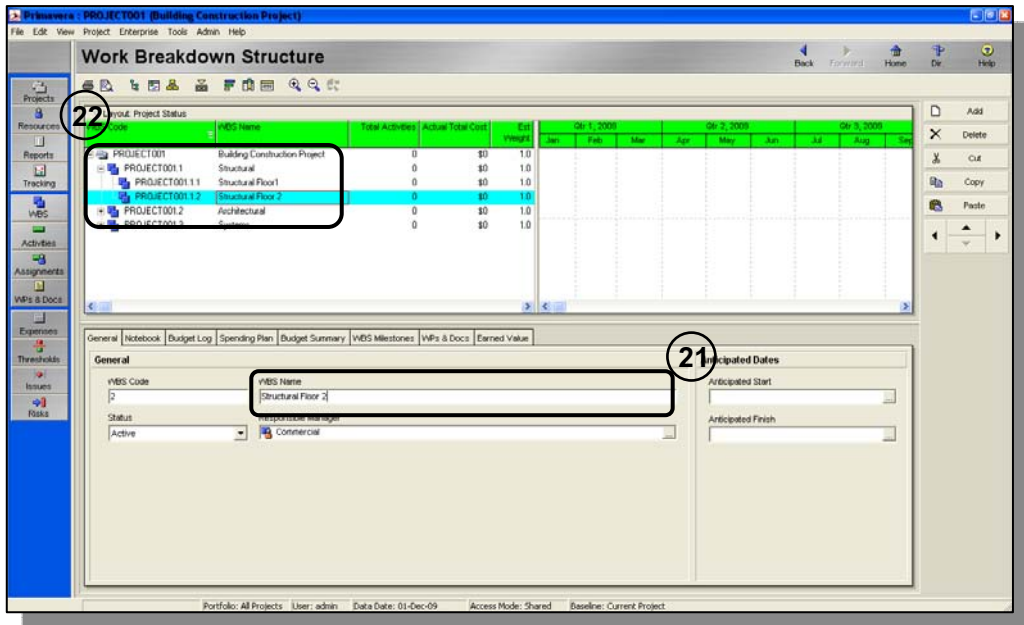 Primavera : PROJECT001 (Building Construction Project)
File Edit View Project Enterprise Tools Admin Help
Work Breakdown Structure
Back Forward Home Dir. Help
Projects
Resources
Reports
Tracking
WBS
Activities
Assignments
WPs & Docs
Expenses
Thresholds
Issues
Risks
22
Layout: Project Status
Code WBS Name Total Activities Actual Total Cost Est Weight Qtr 1, 2009 Qtr 2, 2009 Qtr 3, 2009
Jan Feb Mar Apr May Jun Jul Aug Sep
PROJECT001 Building Construction Project 0 $0 1.0
PROJECT001.1 Structural 0 $0 1.0
PROJECT001.1.1 Structural Floor1 0 $0 1.0
PROJECT001.1.2 Structural Floor 2 0 $0 1.0
PROJECT001.2 Architectural 0 $0 1.0
PROJECT001.3 Systems 0 $0 1.0
Add
Delete
Cut
Copy
Paste
General Notebook Budget Log Spending Plan Budget Summary WBS Milestones WPs & Docs Earned Value
General
21
Anticipated Dates
WBS Code WBS Name Anticipated Start
2 Structural Floor 2
Status Responsible Manager Anticipated Finish
Active Commercial
Portfolio: All Projects User: admin Data Date: 01-Dec-09 Access Mode: Shared Baseline: Current Project